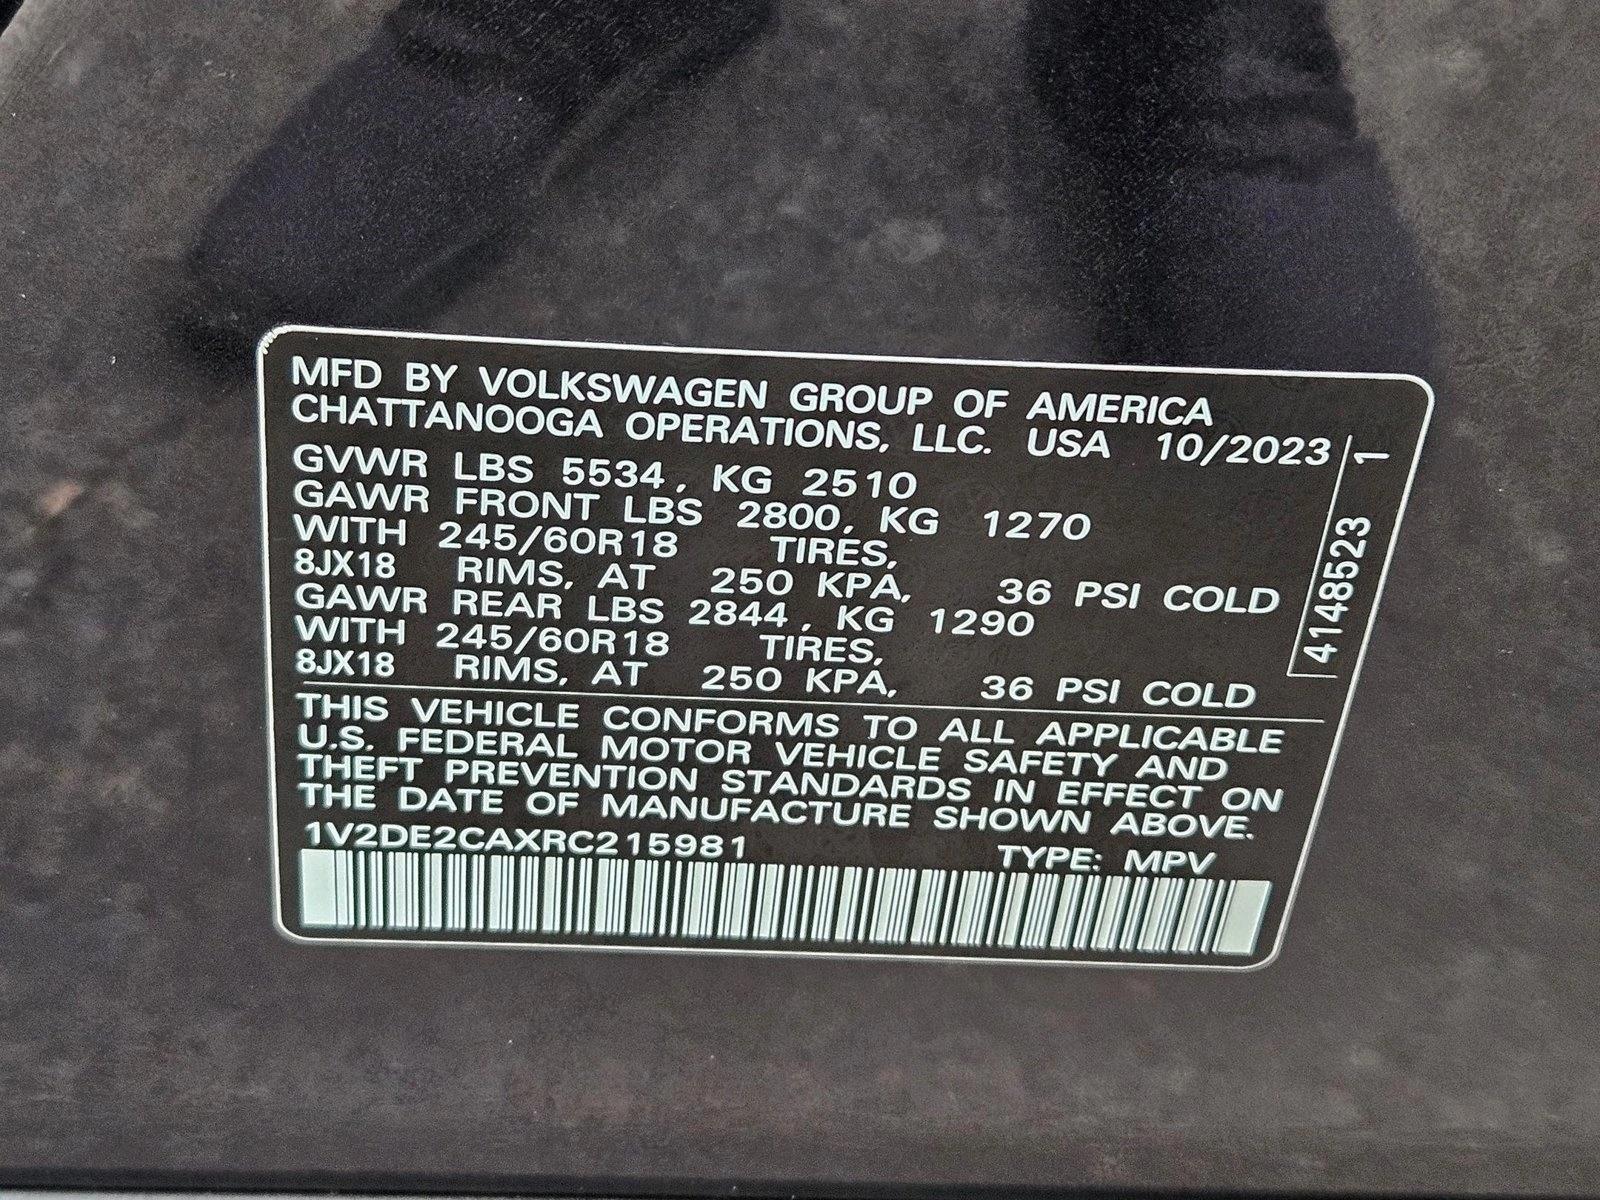 MFD BY VOLKSWAGEN GROUP OF AMERICA
CHATTANOOGA OPERATIONS, LLC. USA 10/2023
GVWR LBS 5534, KG 2510
GAWR FRONT LBS 2800, KG 1270
WITH 245/60R18 TIRES,
8JX18 RIMS, AT 250 KPA, 36 PSI COLD
GAWR REAR LBS 2844, KG 1290
WITH 245/60R18 TIRES,
8JX18 RIMS, AT 250 KPA, 36 PSI COLD
THIS VEHICLE CONFORMS TO ALL APPLICABLE
U.S. FEDERAL MOTOR VEHICLE SAFETY AND
THEFT PREVENTION STANDARDS IN EFFECT ON
THE DATE OF MANUFACTURE SHOWN ABOVE.
1V2DE2CAXRC215981 TYPE: MPV
4148523 1